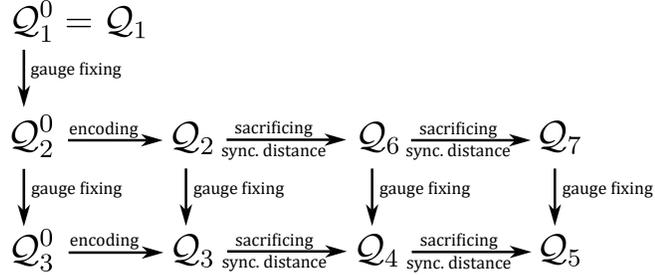 𝒬₁⁰ = 𝒬₁
gauge fixing
𝒬₂⁰ encoding 𝒬₂ sacrificing sync. distance 𝒬₆ sacrificing sync. distance 𝒬₇
gauge fixing gauge fixing gauge fixing gauge fixing
𝒬₃⁰ encoding 𝒬₃ sacrificing sync. distance 𝒬₄ sacrificing sync. distance 𝒬₅